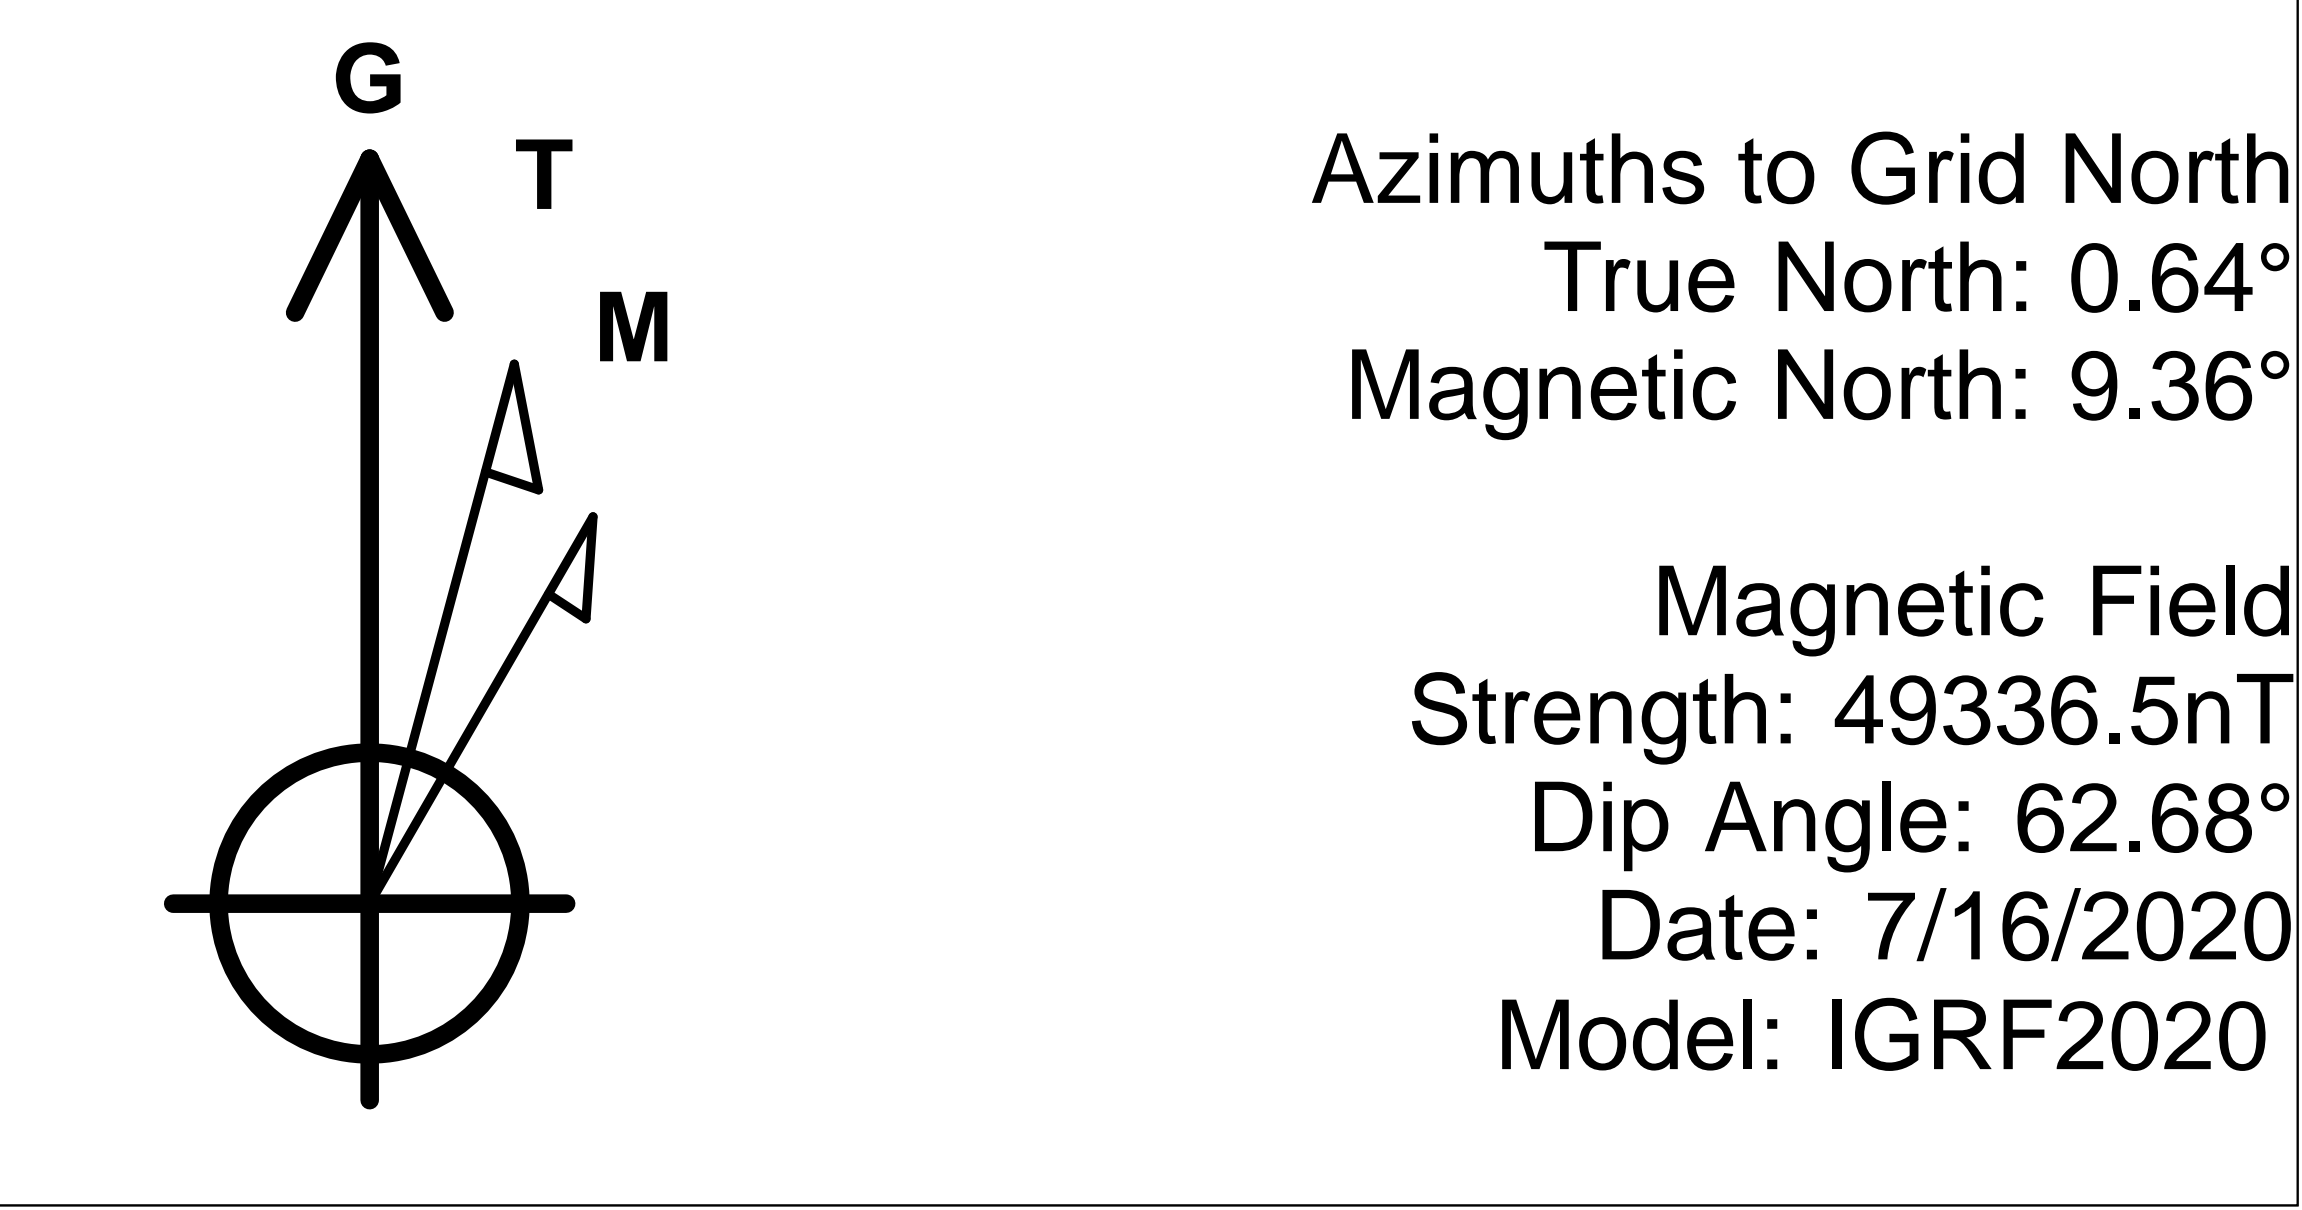 G
T
M
Azimuths to Grid North
True North: 0.64°
Magnetic North: 9.36°
Magnetic Field
Strength: 49336.5nT
Dip Angle: 62.68°
Date: 7/16/2020
Model: IGRF2020